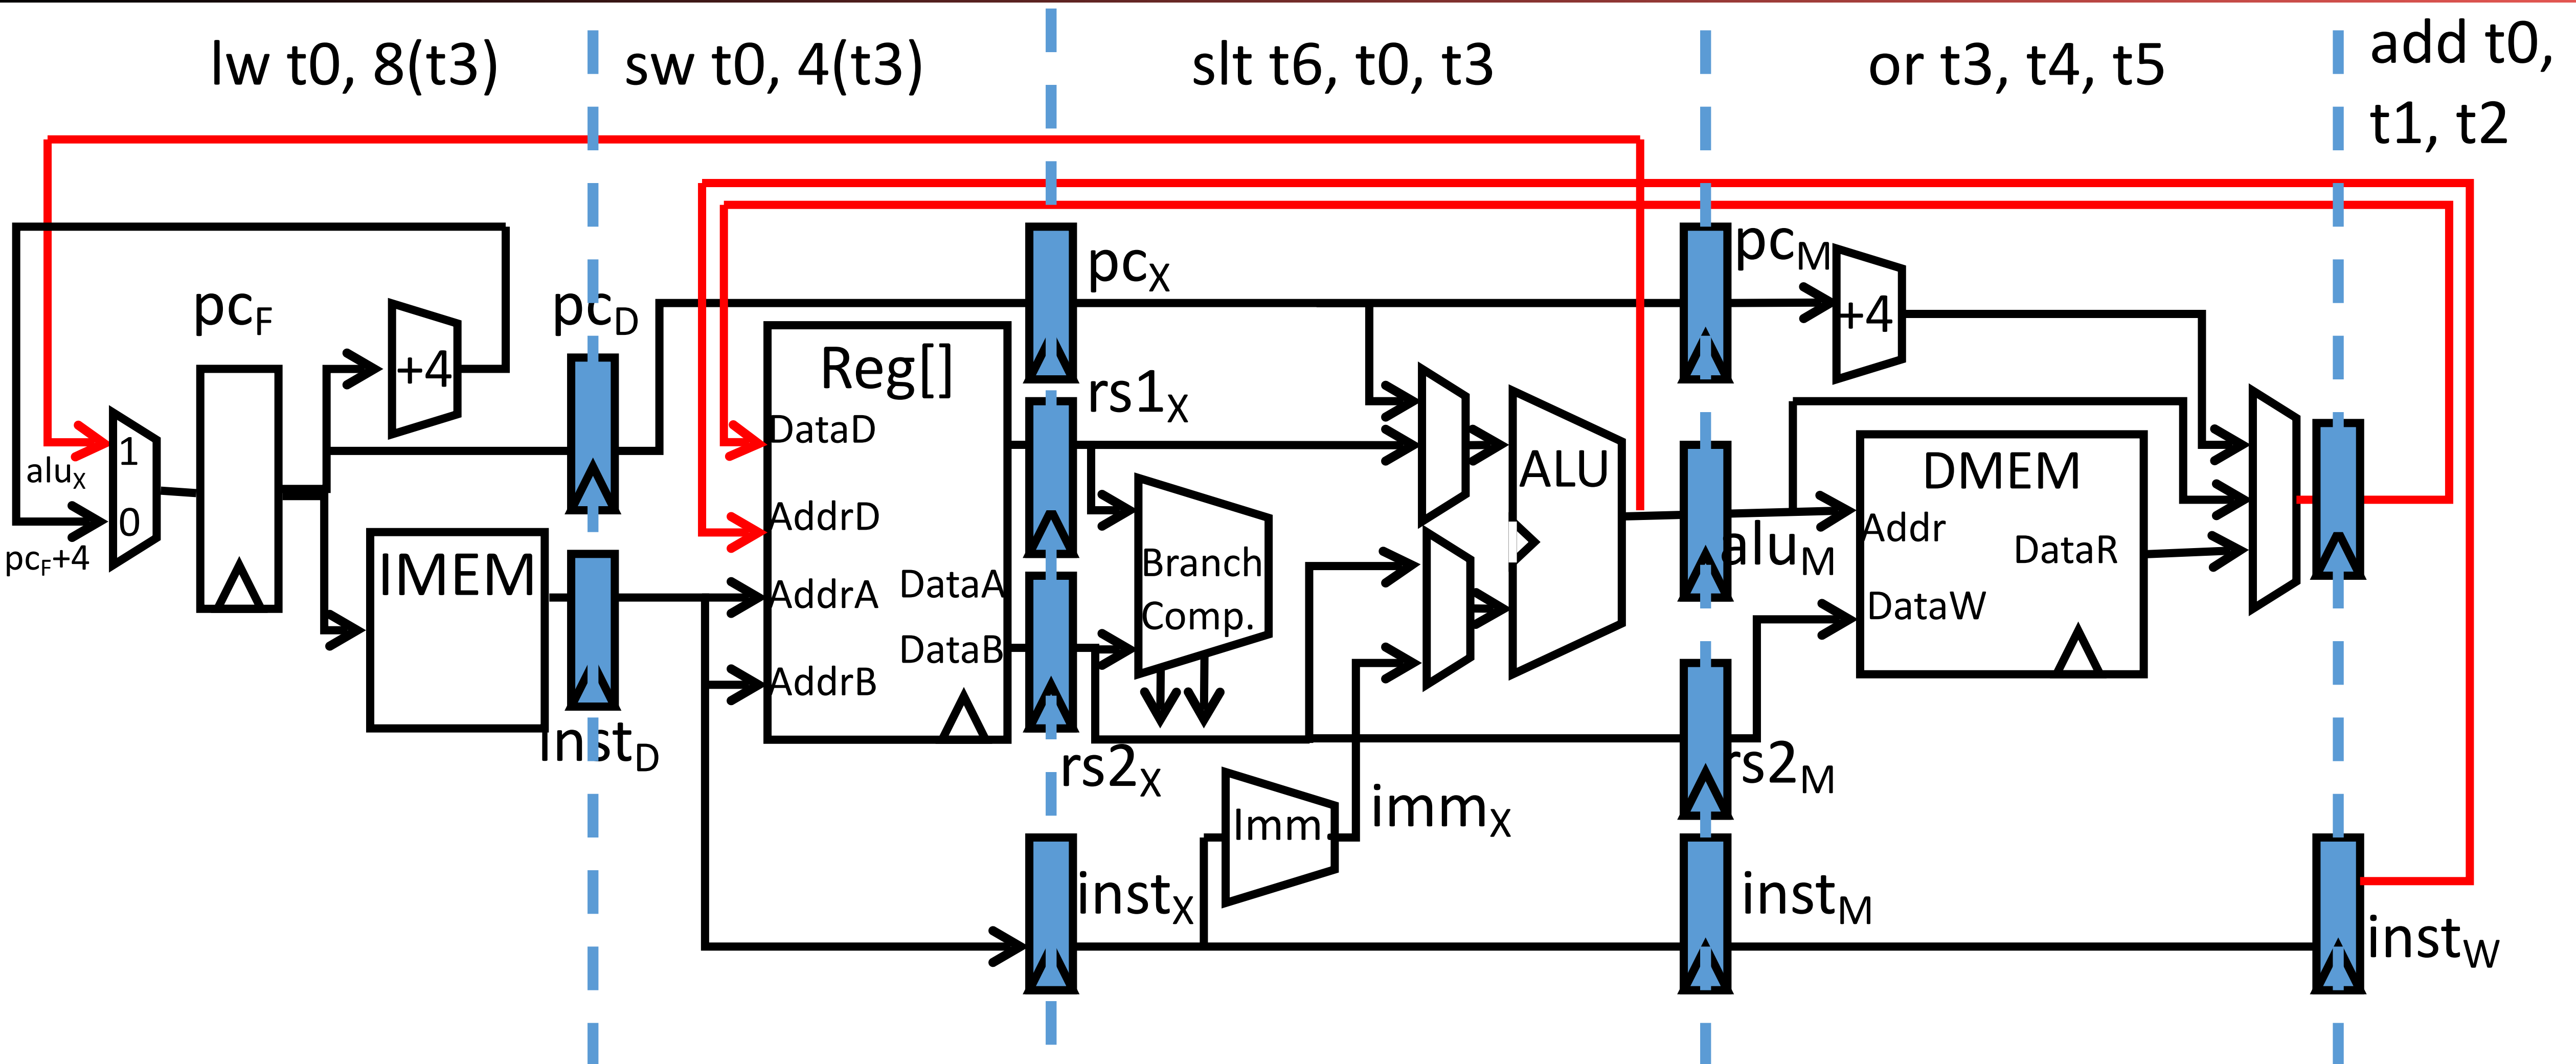 lw t0, 8(t3)
sw t0, 4(t3)
slt t6, t0, t3
or t3, t4, t5
add t0,
t1, t2
pcF
+4
pcD
1
aluX
0
pcF+4
IMEM
instD
Reg[]
DataD
AddrD
AddrA
DataA
DataB
AddrB
pcX
rs1X
Branch
Comp.
rs2X
Imm.
immX
instX
ALU
pcM
+4
aluM
DMEM
Addr
DataR
DataW
rs2M
instM
instW